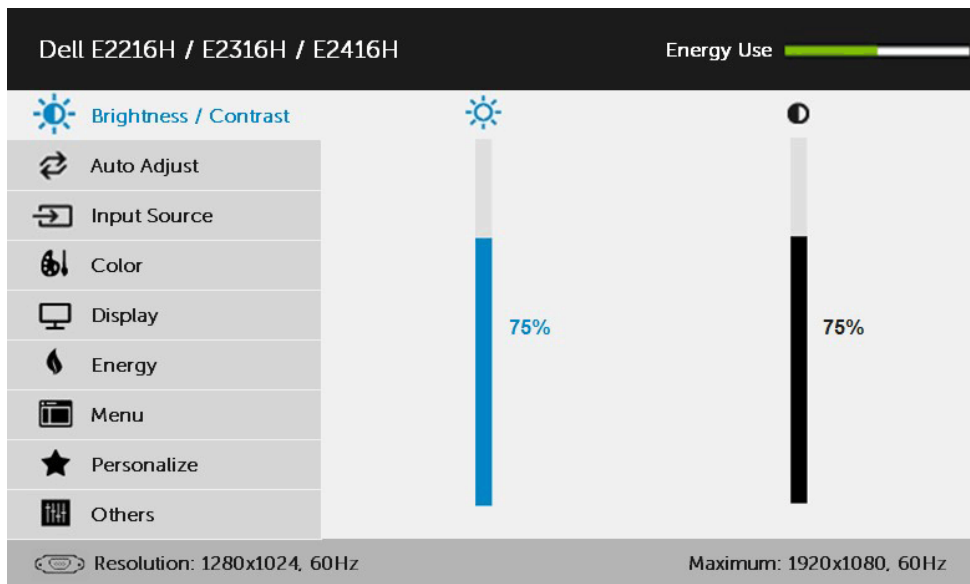 Dell E2216H / E2316H / E2416H
Energy Use
Brightness / Contrast
Auto Adjust
Input Source
Color
Display
75%
75%
Energy
Menu
Personalize
Others
Resolution: 1280x1024, 60Hz
Maximum: 1920x1080, 60Hz